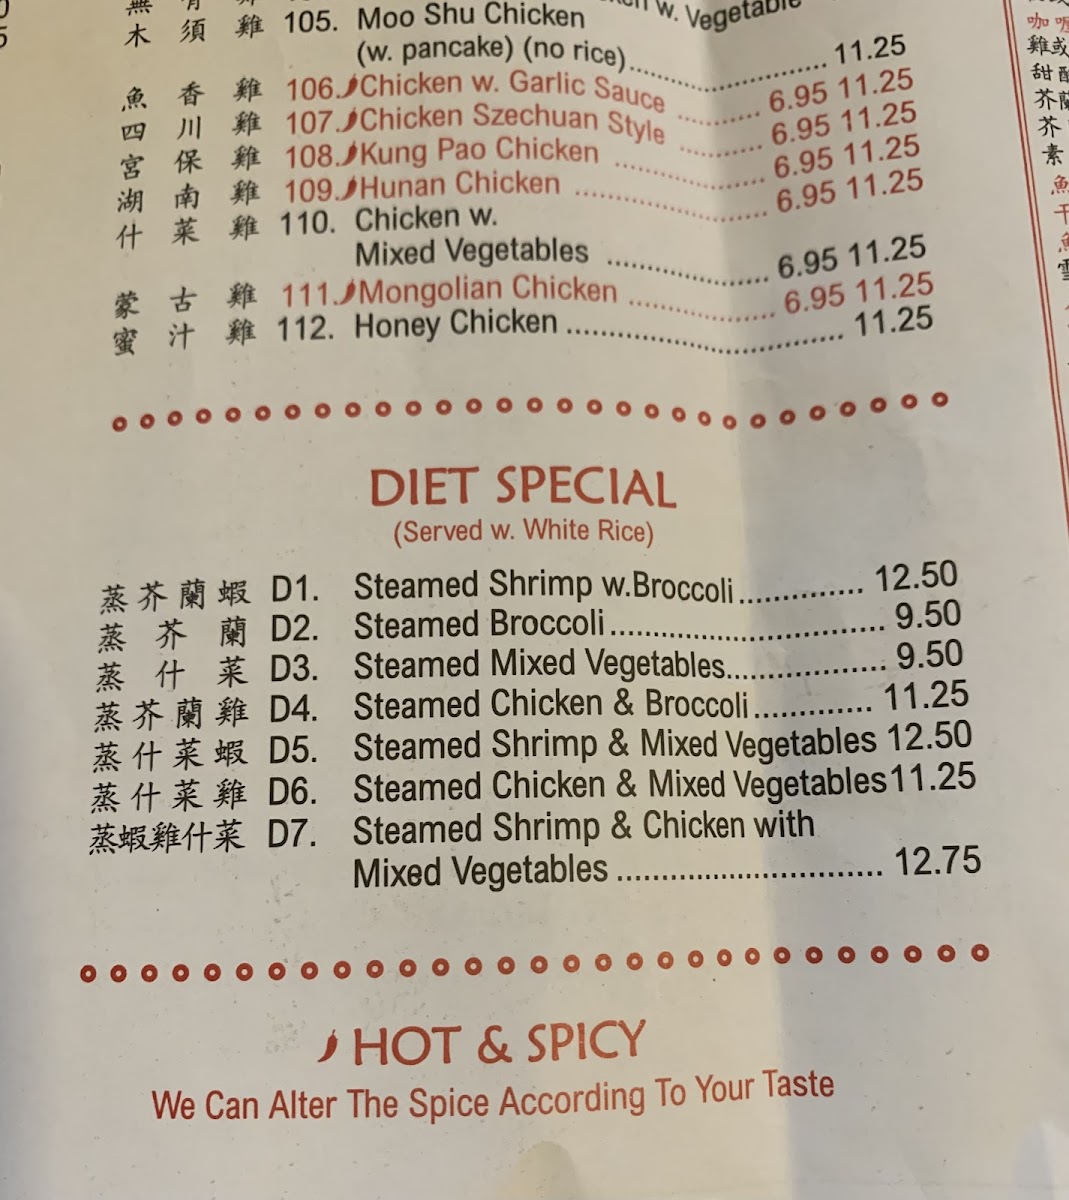 w. Vegetable
木須雞 105. Moo Shu Chicken
(w. pancake) (no rice)........................ 11.25
魚香雞 106. Chicken w. Garlic Sauce .......... 6.95 11.25
四川雞 107. Chicken Szechuan Style .......... 6.95 11.25
宮保雞 108. Kung Pao Chicken .................. 6.95 11.25
湖南雞 109. Hunan Chicken ....................... 6.95 11.25
什菜雞 110. Chicken w.
Mixed Vegetables .................... 6.95 11.25
蒙古雞 111. Mongolian Chicken .................. 6.95 11.25
蜜汁雞 112. Honey Chicken ................................. 11.25
DIET SPECIAL
(Served w. White Rice)
蒸芥蘭蝦 D1. Steamed Shrimp w.Broccoli.............. 12.50
蒸芥蘭 D2. Steamed Broccoli................................ 9.50
蒸什菜 D3. Steamed Mixed Vegetables.................. 9.50
蒸芥蘭雞 D4. Steamed Chicken & Broccoli............. 11.25
蒸什菜蝦 D5. Steamed Shrimp & Mixed Vegetables 12.50
蒸什菜雞 D6. Steamed Chicken & Mixed Vegetables 11.25
蒸蝦雞什菜 D7. Steamed Shrimp & Chicken with
Mixed Vegetables .............................. 12.75
HOT & SPICY
We Can Alter The Spice According To Your Taste
咖
甜
芥
素